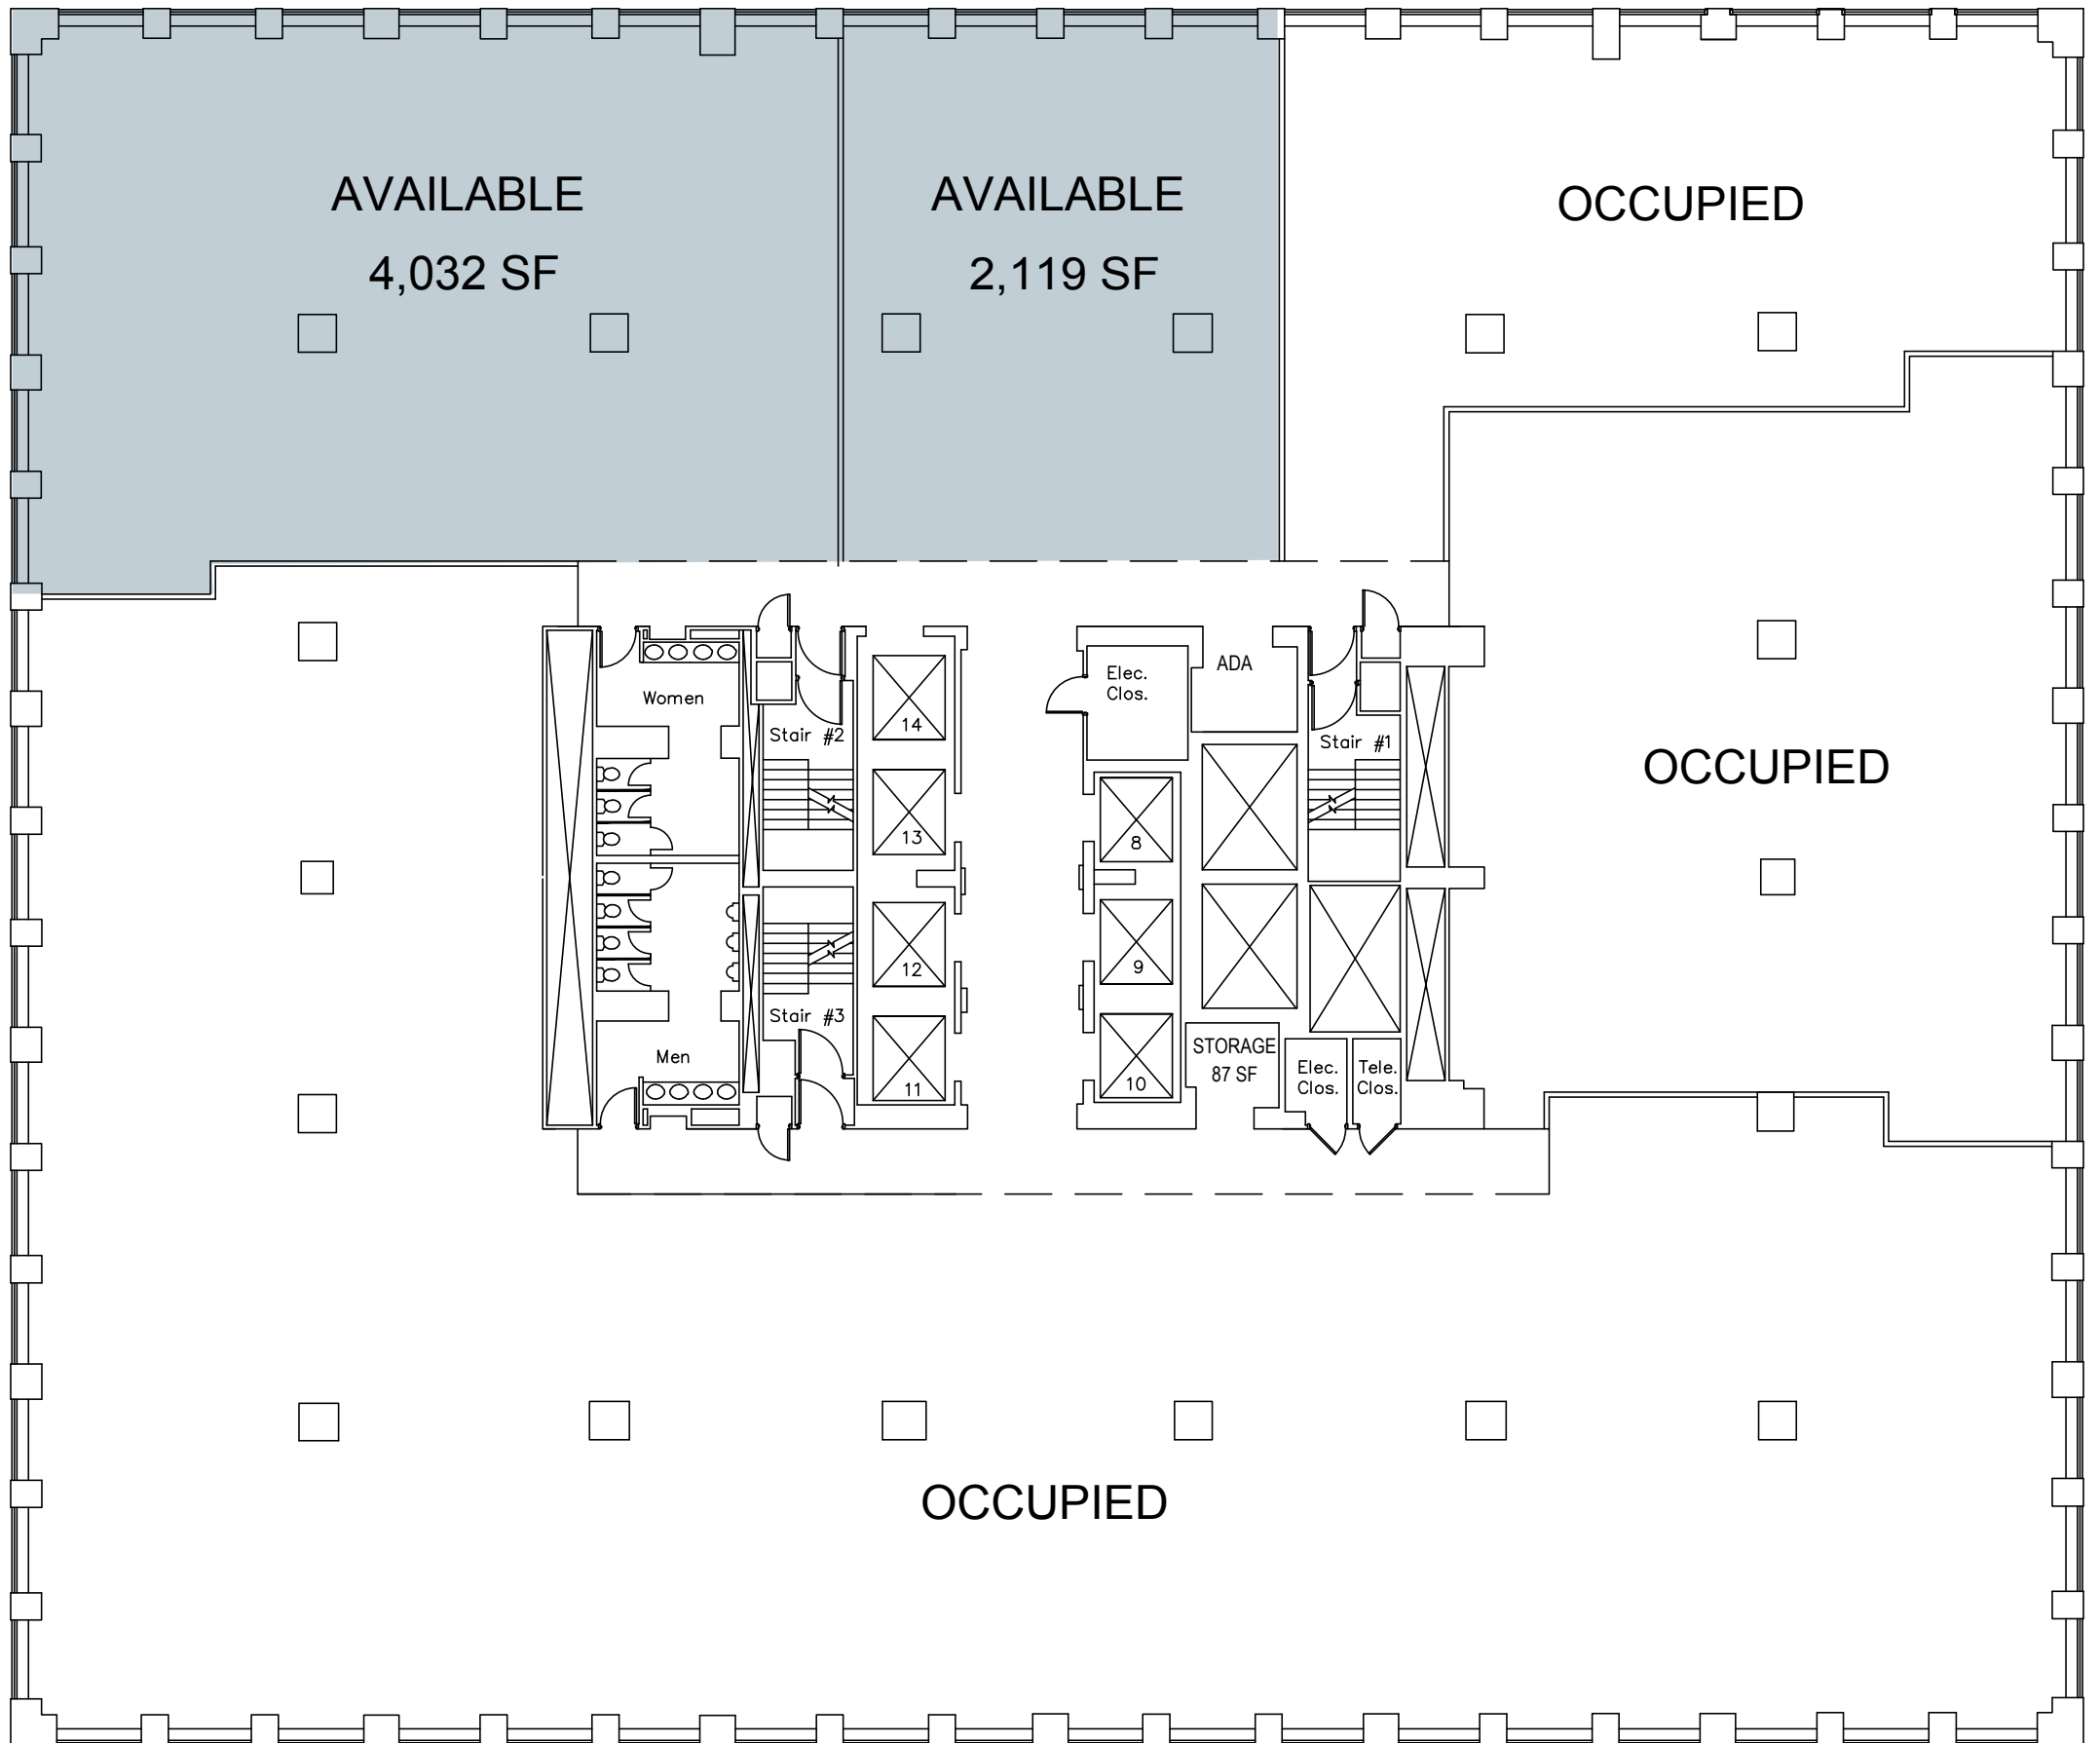 AVAILABLE
4,032 SF
AVAILABLE
2,119 SF
OCCUPIED
Women
Stair #2
14
Elec.
Clos.
ADA
Stair #1
OCCUPIED
13
8
12
9
Stair #3
Men
11
10
STORAGE
87 SF
Elec.
Clos.
Tele.
Clos.
OCCUPIED